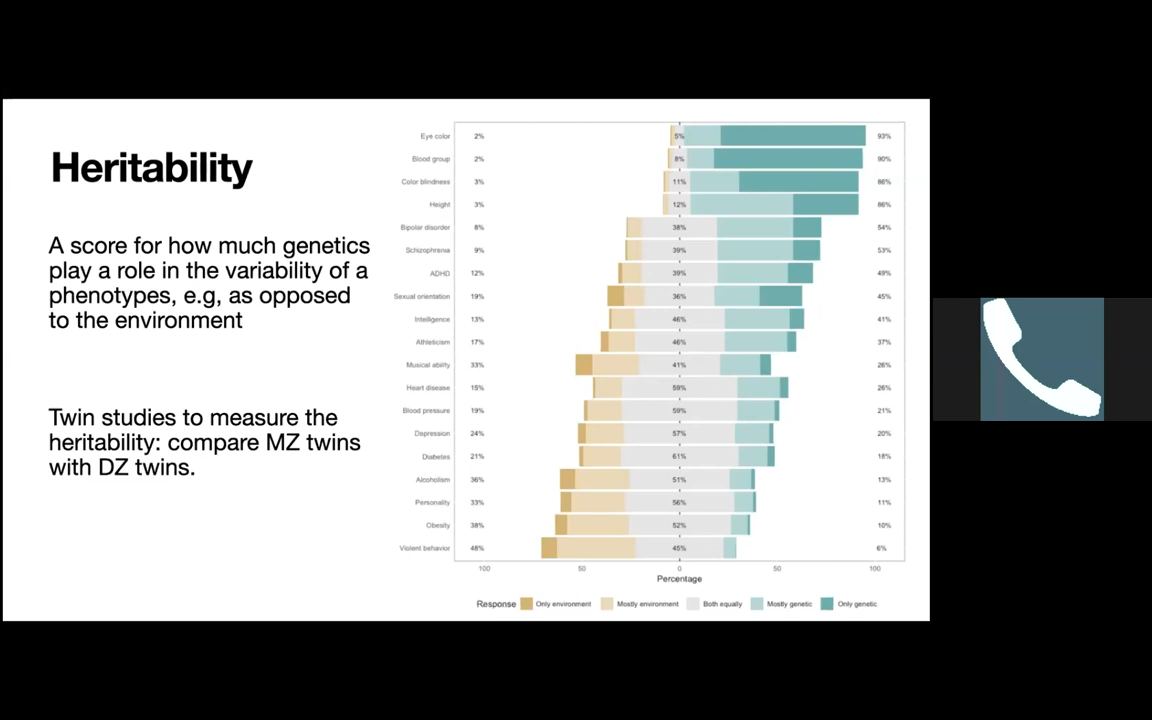 Heritability
A score for how much genetics
play a role in the variability of a
phenotypes, e.g, as opposed
to the environment
Twin studies to measure the
heritability: compare MZ twins
with DZ twins.
Eye color 2% 5% 93%
Blood group 2% 8% 90%
Color blindness 3% 11% 86%
Height 3% 12% 86%
Bipolar disorder 8% 38% 54%
Schizophrenia 9% 39% 53%
ADHD 12% 39% 49%
Sexual orientation 19% 36% 45%
Intelligence 13% 46% 41%
Athleticism 17% 46% 37%
Musical ability 33% 41% 26%
Heart disease 15% 59% 26%
Blood pressure 19% 59% 21%
Depression 24% 57% 20%
Diabetes 21% 61% 18%
Alcoholism 36% 51% 13%
Personality 33% 56% 11%
Obesity 38% 52% 10%
Violent behavior 48% 45% 6%
100 50 0 50 100
Percentage
Response Only environment Mostly environment Both equally Mostly genetic Only genetic